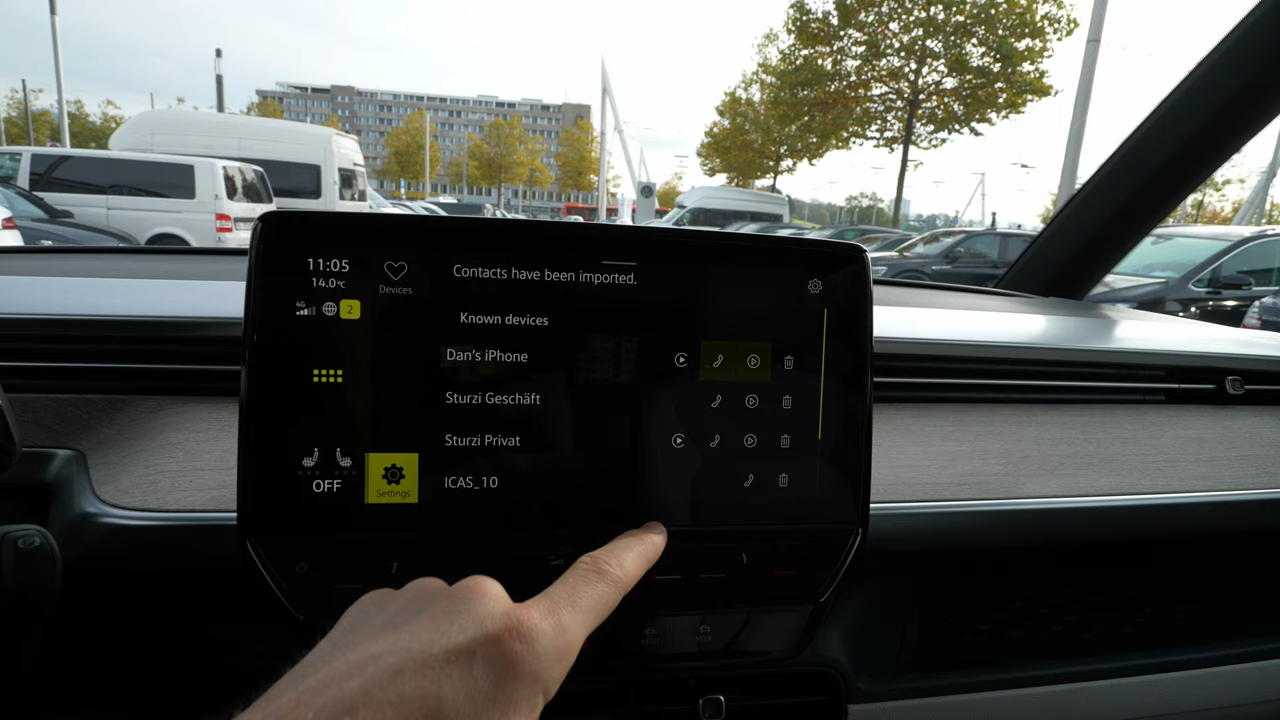 11:05
14.0°C
4G
2
Devices
Contacts have been imported.
Known devices
Dan's iPhone
Sturzi Geschäft
Sturzi Privat
ICAS_10
OFF
Settings